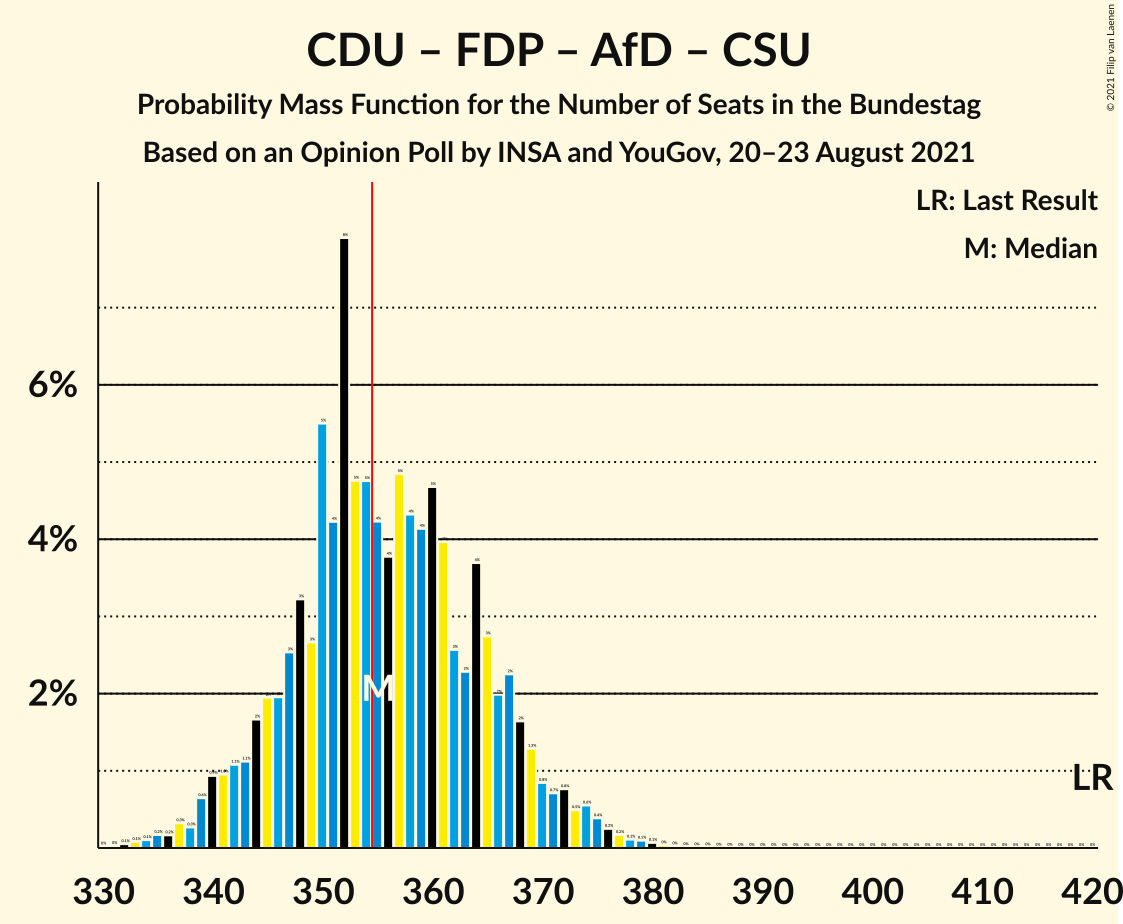 CDU – FDP – AfD – CSU
Probability Mass Function for the Number of Seats in the Bundestag
Based on an Opinion Poll by INSA and YouGov, 20–23 August 2021
© 2021 Filip van Laenen
LR: Last Result
M: Median
6%
4%
2%
M
LR
330 340 350 360 370 380 390 400 410 420